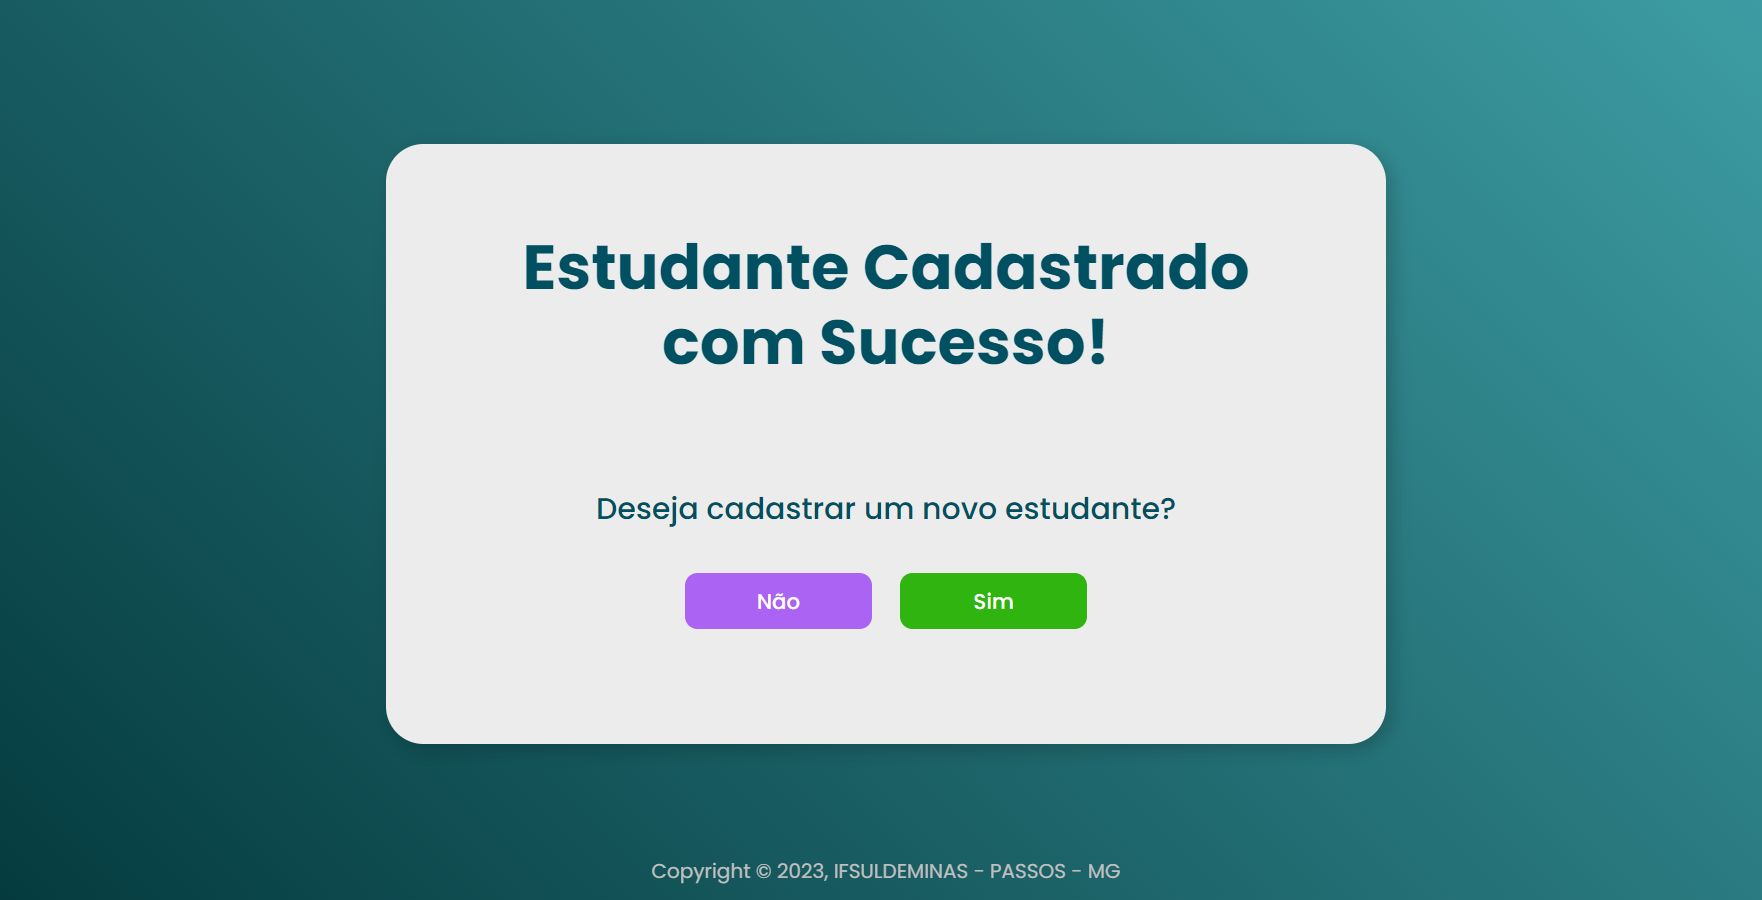 Estudante Cadastrado
com Sucesso!
Deseja cadastrar um novo estudante?
Não
Sim
Copyright © 2023, IFSULDEMINAS - PASSOS - MG